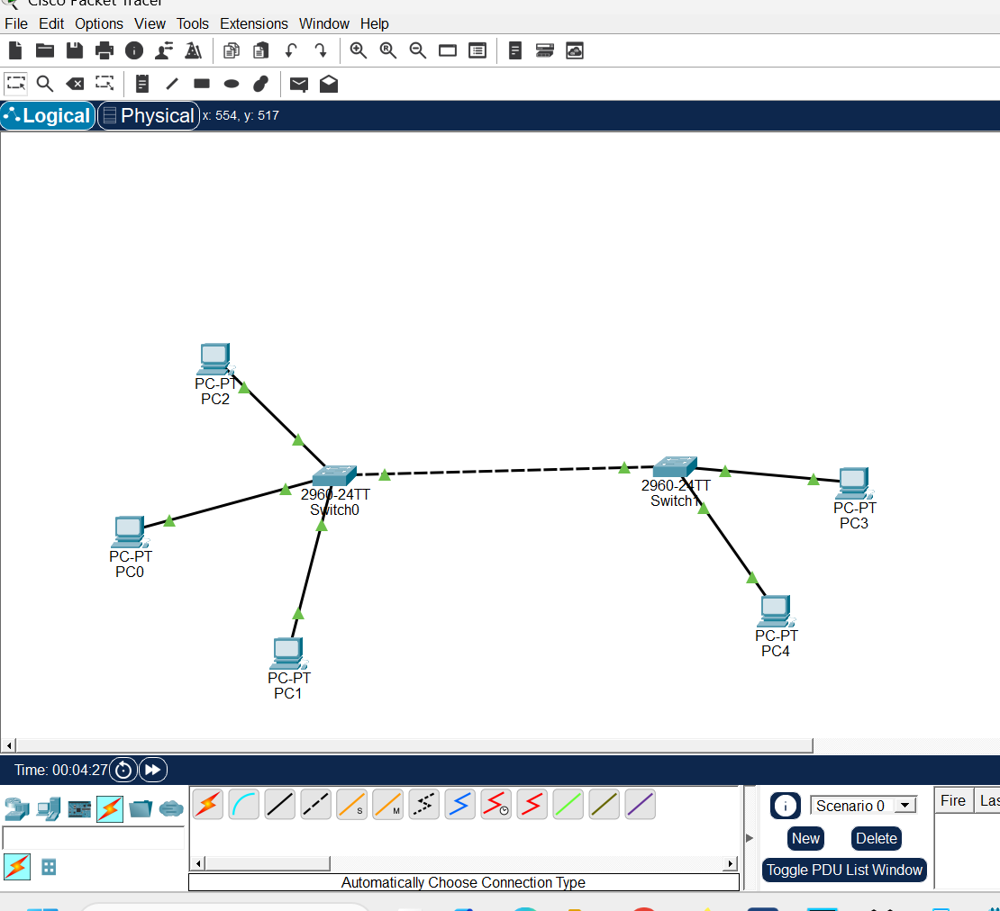 Cisco Packet Tracer
File Edit Options View Tools Extensions Window Help
Logical Physical x: 554, y: 517
PC-PT
PC2
2960-24TT
Switch0
2960-24TT
Switch1
PC-PT
PC3
PC-PT
PC0
PC-PT
PC4
PC-PT
PC1
Time: 00:04:27
S M
Scenario 0
Fire
New Delete
Toggle PDU List Window
Automatically Choose Connection Type